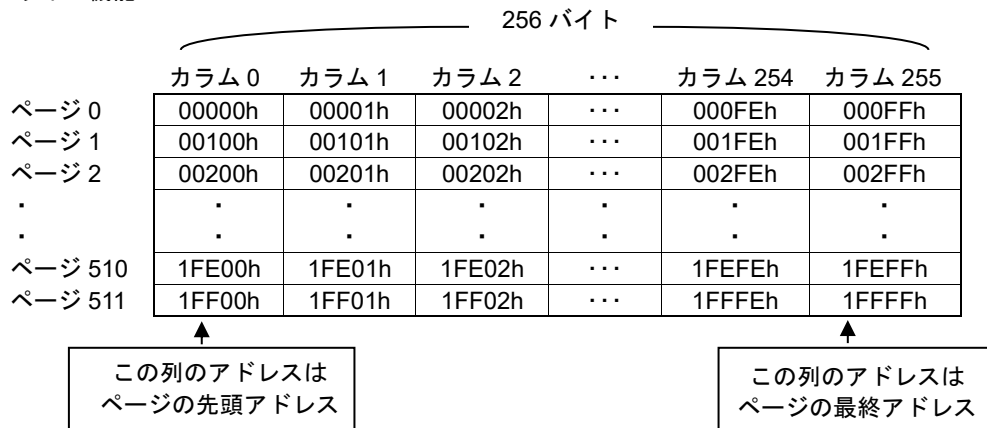 256 バイト
カラム 0 カラム 1 カラム 2 ··· カラム 254 カラム 255
ページ 0 00000h 00001h 00002h ··· 000FEh 000FFh
ページ 1 00100h 00101h 00102h ··· 001FEh 001FFh
ページ 2 00200h 00201h 00202h ··· 002FEh 002FFh
・ ・ ・ ・ ・ ・ ・
・ ・ ・ ・ ・ ・ ・
ページ 510 1FE00h 1FE01h 1FE02h ··· 1FEFEh 1FEFFh
ページ 511 1FF00h 1FF01h 1FF02h ··· 1FFFEh 1FFFFh
この列のアドレスは
ページの先頭アドレス
この列のアドレスは
ページの最終アドレス